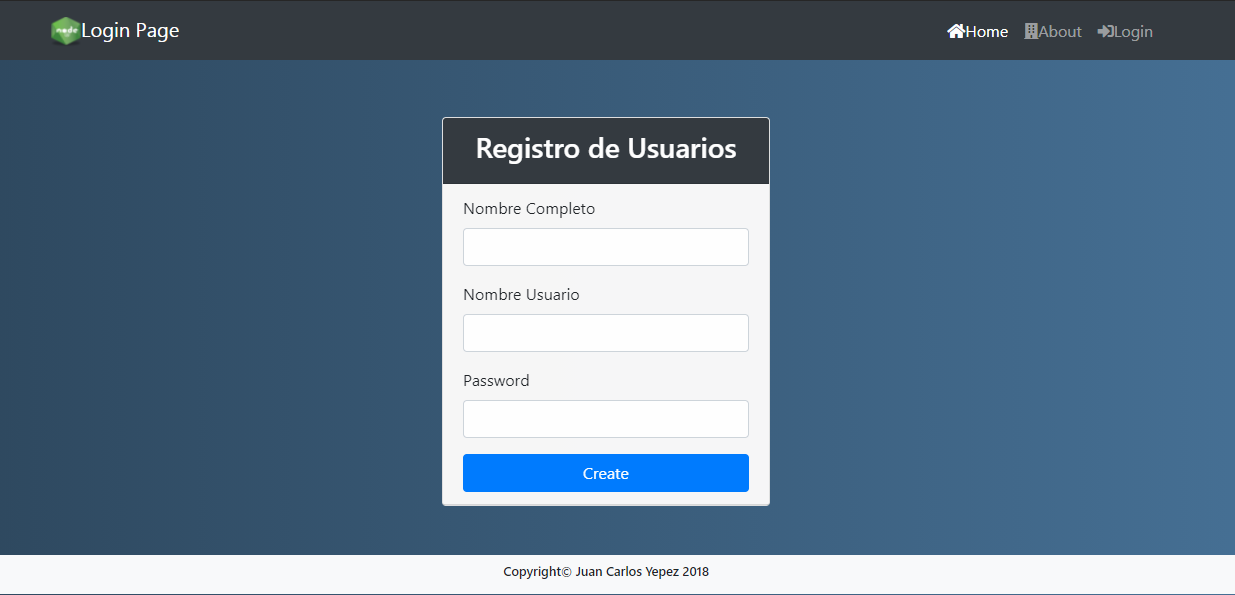 node Login Page Home About Login
Registro de Usuarios
Nombre Completo
Nombre Usuario
Password
Create
Copyright© Juan Carlos Yepez 2018